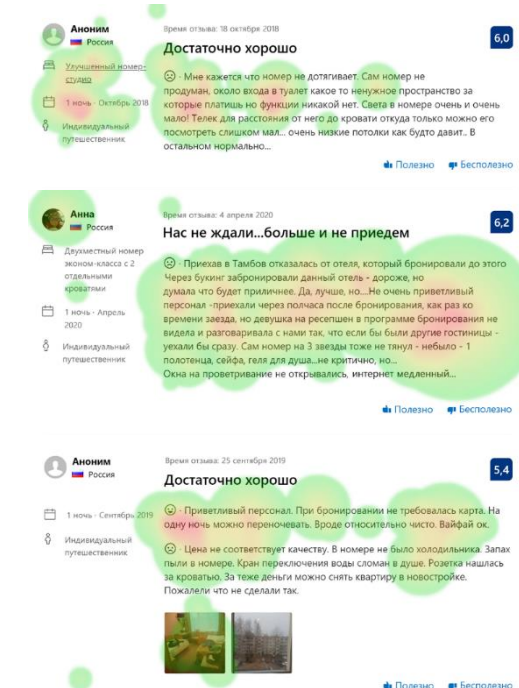 Аноним
Россия
Улучшенный номер-
студио
1 ночь · Октябрь 2018
Индивидуальный
путешественник
Время отзыва: 18 октября 2018
Достаточно хорошо
6,0
· Мне кажется что номер не дотягивает. Сам номер не
продуман, около входа в туалет какое то ненужное пространство за
которые платишь но функции никакой нет. Света в номере очень и очень
мало! Телек для расстояния от него до кровати откуда только можно его
посмотреть слишком мал... очень низкие потолки как будто давит.. В
остальном нормально...
Полезно Бесполезно
Анна
Россия
Двухместный номер
эконом-класса с 2
отдельными
кроватями
1 ночь · Апрель
2020
Индивидуальный
путешественник
Время отзыва: 4 апреля 2020
Нас не ждали...больше и не приедем
6,2
· Приехав в Тамбов отказалась от отеля, который бронировали до этого
Через букинг забронировали данный отель - дороже, но
думала что будет приличнее. Да, лучше, но....Не очень приветливый
персонал -приехали через полчаса после бронирования, как раз ко
времени заезда, но девушка на ресепшен в программе бронирования не
видела и разговаривала с нами так, что если бы были другие гостиницы -
уехали бы сразу. Сам номер на 3 звезды тоже не тянул - небыло - 1
полотенца, сейфа, геля для душа...не критично, но...
Окна на проветривание не открывались, интернет медленный...
Полезно Бесполезно
Аноним
Россия
1 ночь · Сентябрь 2019
Индивидуальный
путешественник
Время отзыва: 25 сентября 2019
Достаточно хорошо
5,4
· Приветливый персонал. При бронировании не требовалась карта. На
одну ночь можно переночевать. Вроде относительно чисто. Вайфай ок.
· Цена не соответствует качеству. В номере не было холодильника. Запах
пыли в номере. Кран переключения воды сломан в душе. Розетка нашлась
за кроватью. За теже деньги можно снять квартиру в новостройке.
Пожалели что не сделали так.
Полезно Бесполезно